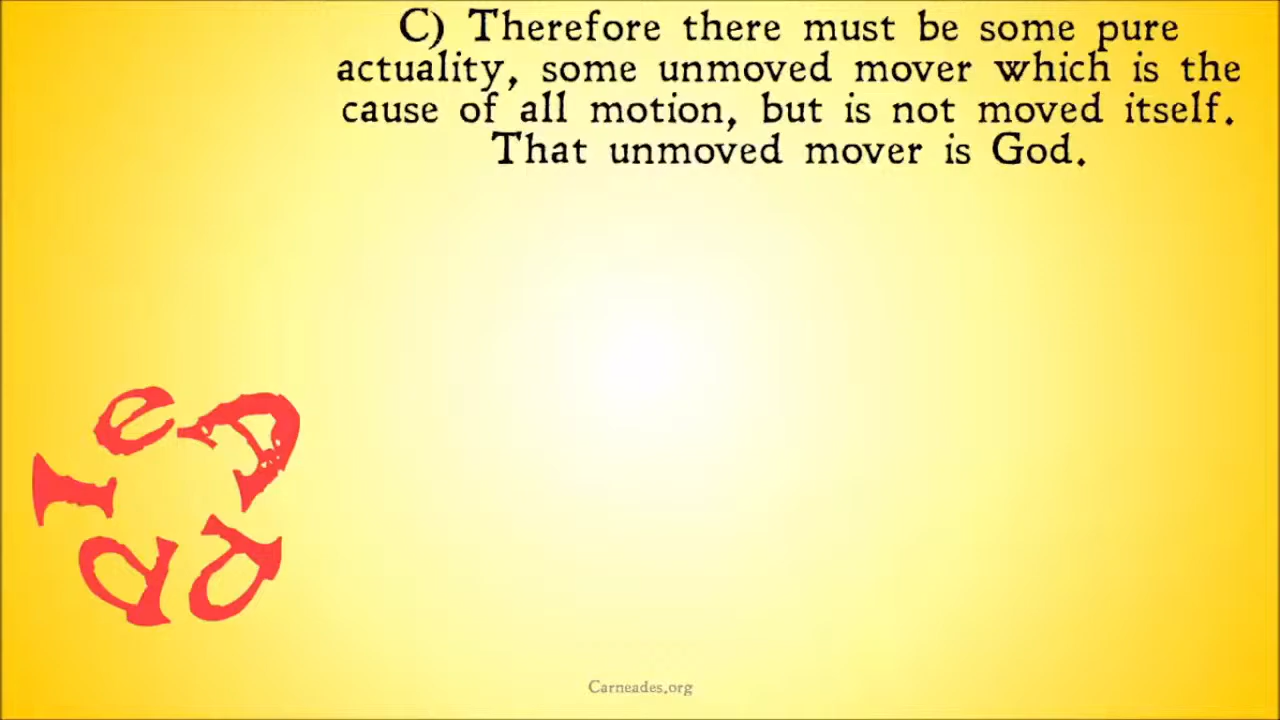 C) Therefore there must be some pure
actuality, some unmoved mover which is the
cause of all motion, but is not moved itself.
That unmoved mover is God.
Carneades.org